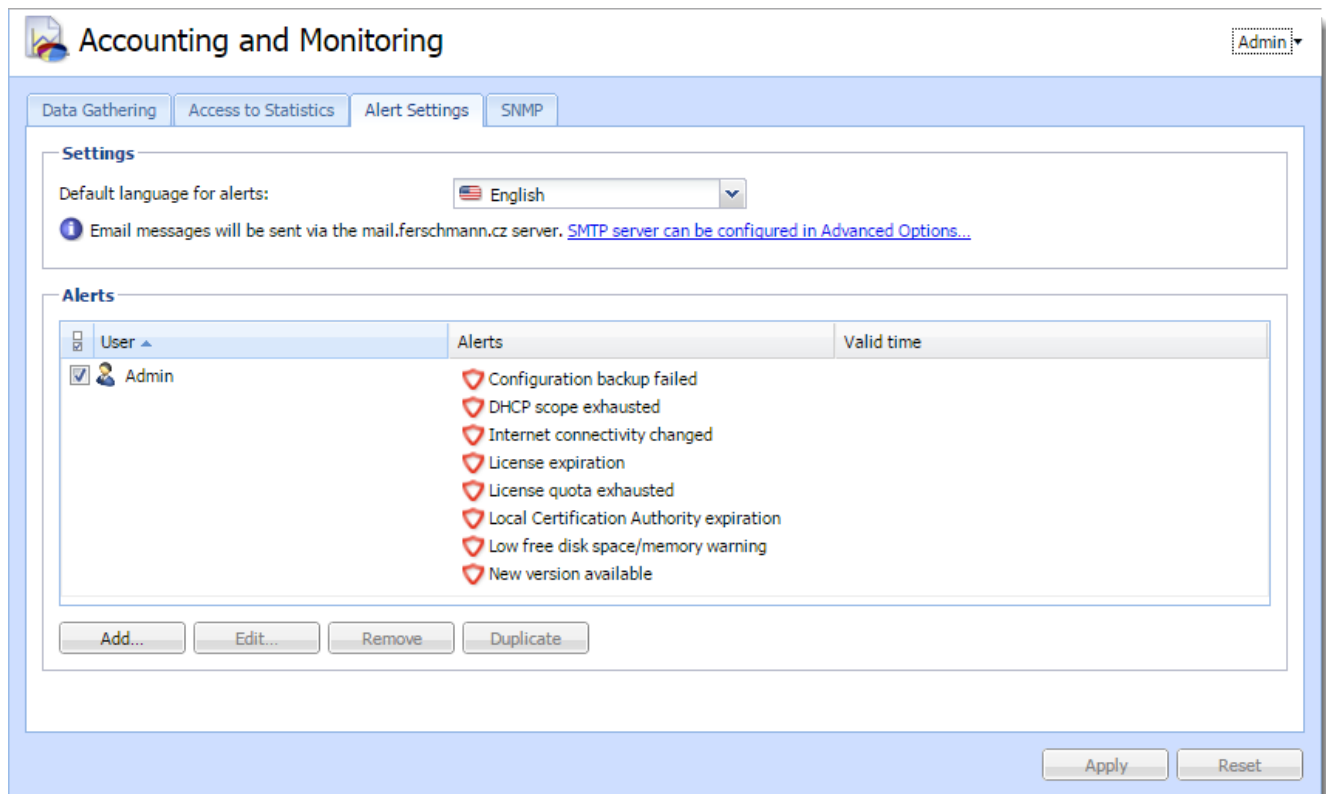 Accounting and Monitoring
Admin
Data Gathering
Access to Statistics
Alert Settings
SNMP
Settings
Default language for alerts:
English
Email messages will be sent via the mail.ferschmann.cz server. SMTP server can be configured in Advanced Options...
Alerts
User
Alerts
Valid time
Admin
Configuration backup failed
DHCP scope exhausted
Internet connectivity changed
License expiration
License quota exhausted
Local Certification Authority expiration
Low free disk space/memory warning
New version available
Add...
Edit...
Remove
Duplicate
Apply
Reset